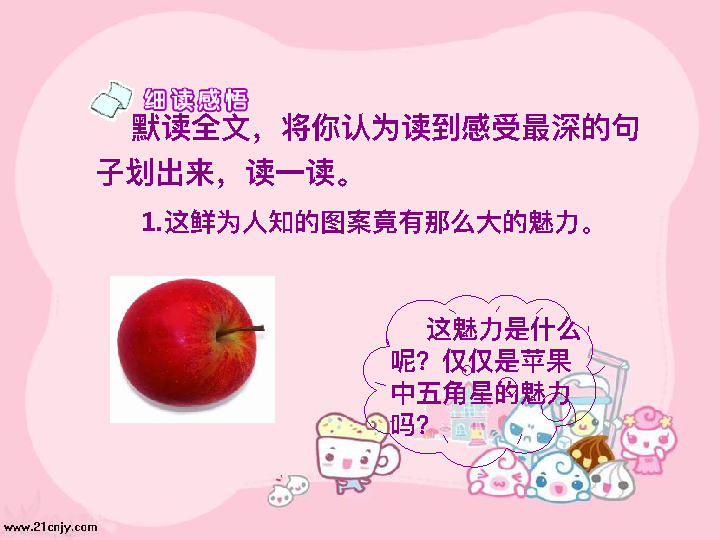 细读感悟
默读全文，将你认为读到感受最深的句
子划出来，读一读。
1.这鲜为人知的图案竟有那么大的魅力。
这魅力是什么
呢？仅仅是苹果
中五角星的魅力
吗？
www.21cnjy.com